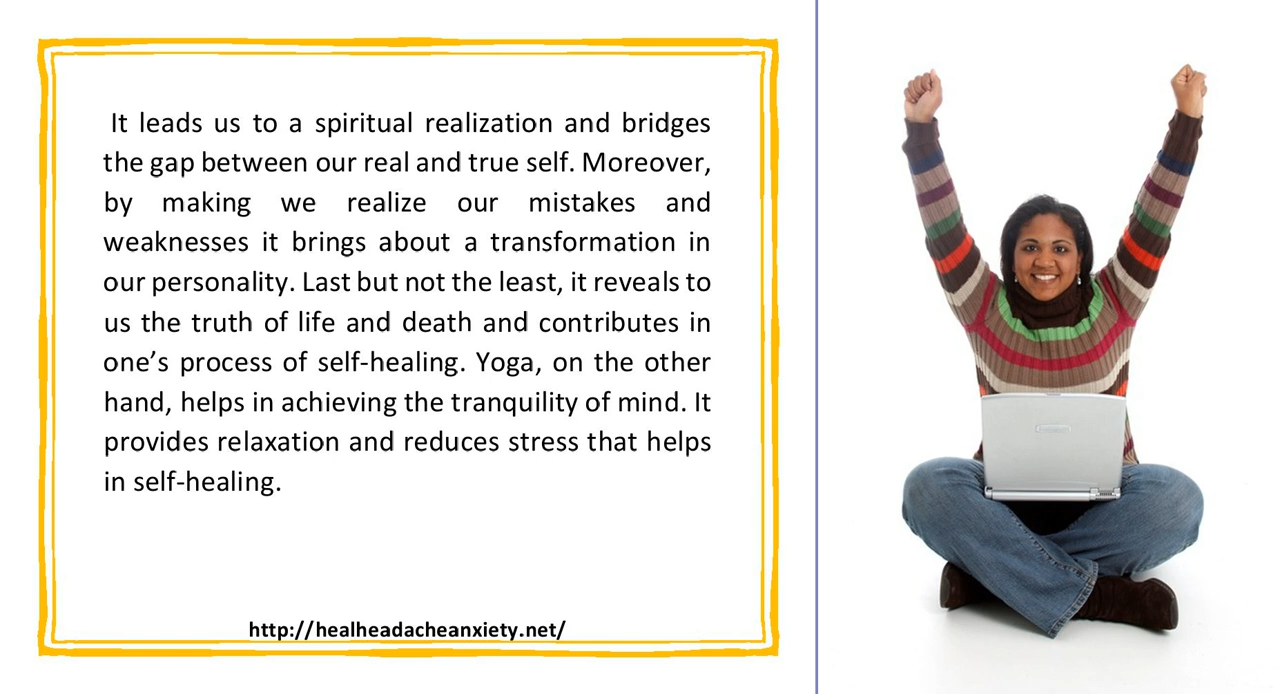 It leads us to a spiritual realization and bridges
the gap between our real and true self. Moreover,
by making we realize our mistakes and
weaknesses it brings about a transformation in
our personality. Last but not the least, it reveals to
us the truth of life and death and contributes in
one’s process of self-healing. Yoga, on the other
hand, helps in achieving the tranquility of mind. It
provides relaxation and reduces stress that helps
in self-healing.
http://healheadacheanxiety.net/